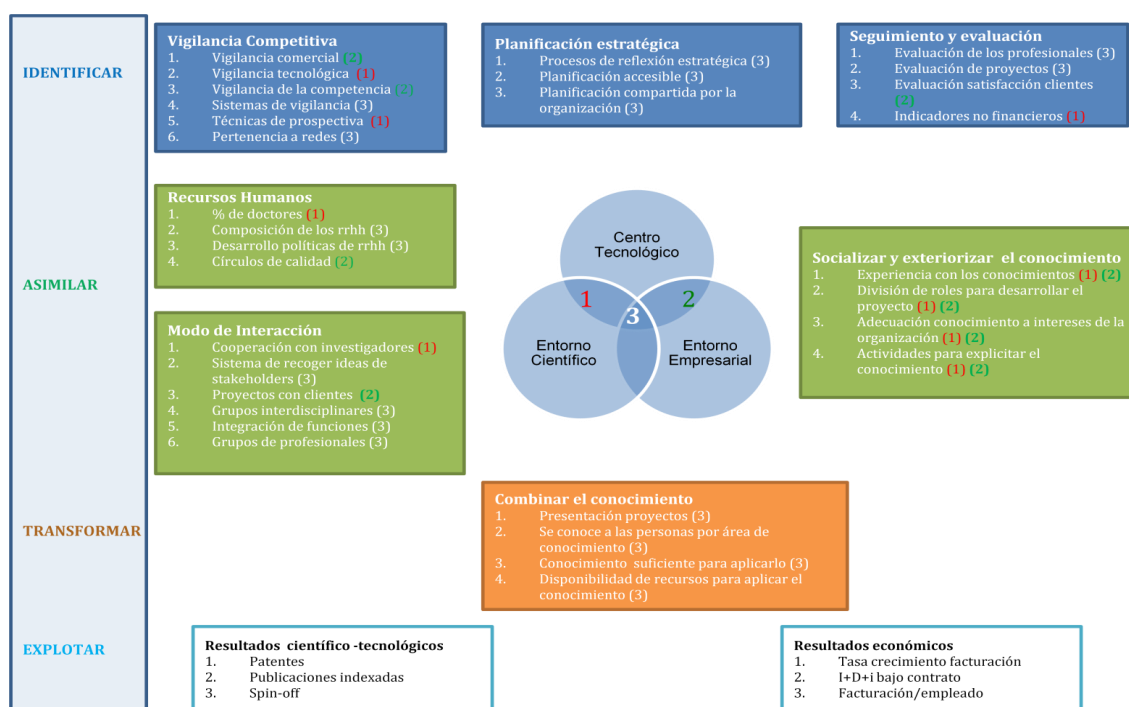 IDENTIFICAR
Vigilancia Competitiva
1. Vigilancia comercial (2)
2. Vigilancia tecnológica (1)
3. Vigilancia de la competencia (2)
4. Sistemas de vigilancia (3)
5. Técnicas de prospectiva (1)
6. Pertenencia a redes (3)
Planificación estratégica
1. Procesos de reflexión estratégica (3)
2. Planificación accesible (3)
3. Planificación compartida por la
organización (3)
Seguimiento y evaluación
1. Evaluación de los profesionales (3)
2. Evaluación de proyectos (3)
3. Evaluación satisfacción clientes
(2)
4. Indicadores no financieros (1)
ASIMILAR
Recursos Humanos
1. % de doctores (1)
2. Composición de los rrhh (3)
3. Desarrollo políticas de rrhh (3)
4. Círculos de calidad (2)
Modo de Interacción
1. Cooperación con investigadores (1)
2. Sistema de recoger ideas de
stakeholders (3)
3. Proyectos con clientes (2)
4. Grupos interdisciplinares (3)
5. Integración de funciones (3)
6. Grupos de profesionales (3)
Centro
Tecnológico
1
2
3
Entorno
Científico
Entorno
Empresarial
Socializar y exteriorizar el conocimiento
1. Experiencia con los conocimientos (1) (2)
2. División de roles para desarrollar el
proyecto (1) (2)
3. Adecuación conocimiento a intereses de la
organización (1) (2)
4. Actividades para explicitar el
conocimiento (1) (2)
TRANSFORMAR
Combinar el conocimiento
1. Presentación proyectos (3)
2. Se conoce a las personas por área de
conocimiento (3)
3. Conocimiento suficiente para aplicarlo (3)
4. Disponibilidad de recursos para aplicar el
conocimiento (3)
EXPLOTAR
Resultados científico -tecnológicos
1. Patentes
2. Publicaciones indexadas
3. Spin-off
Resultados económicos
1. Tasa crecimiento facturación
2. I+D+i bajo contrato
3. Facturación/empleado